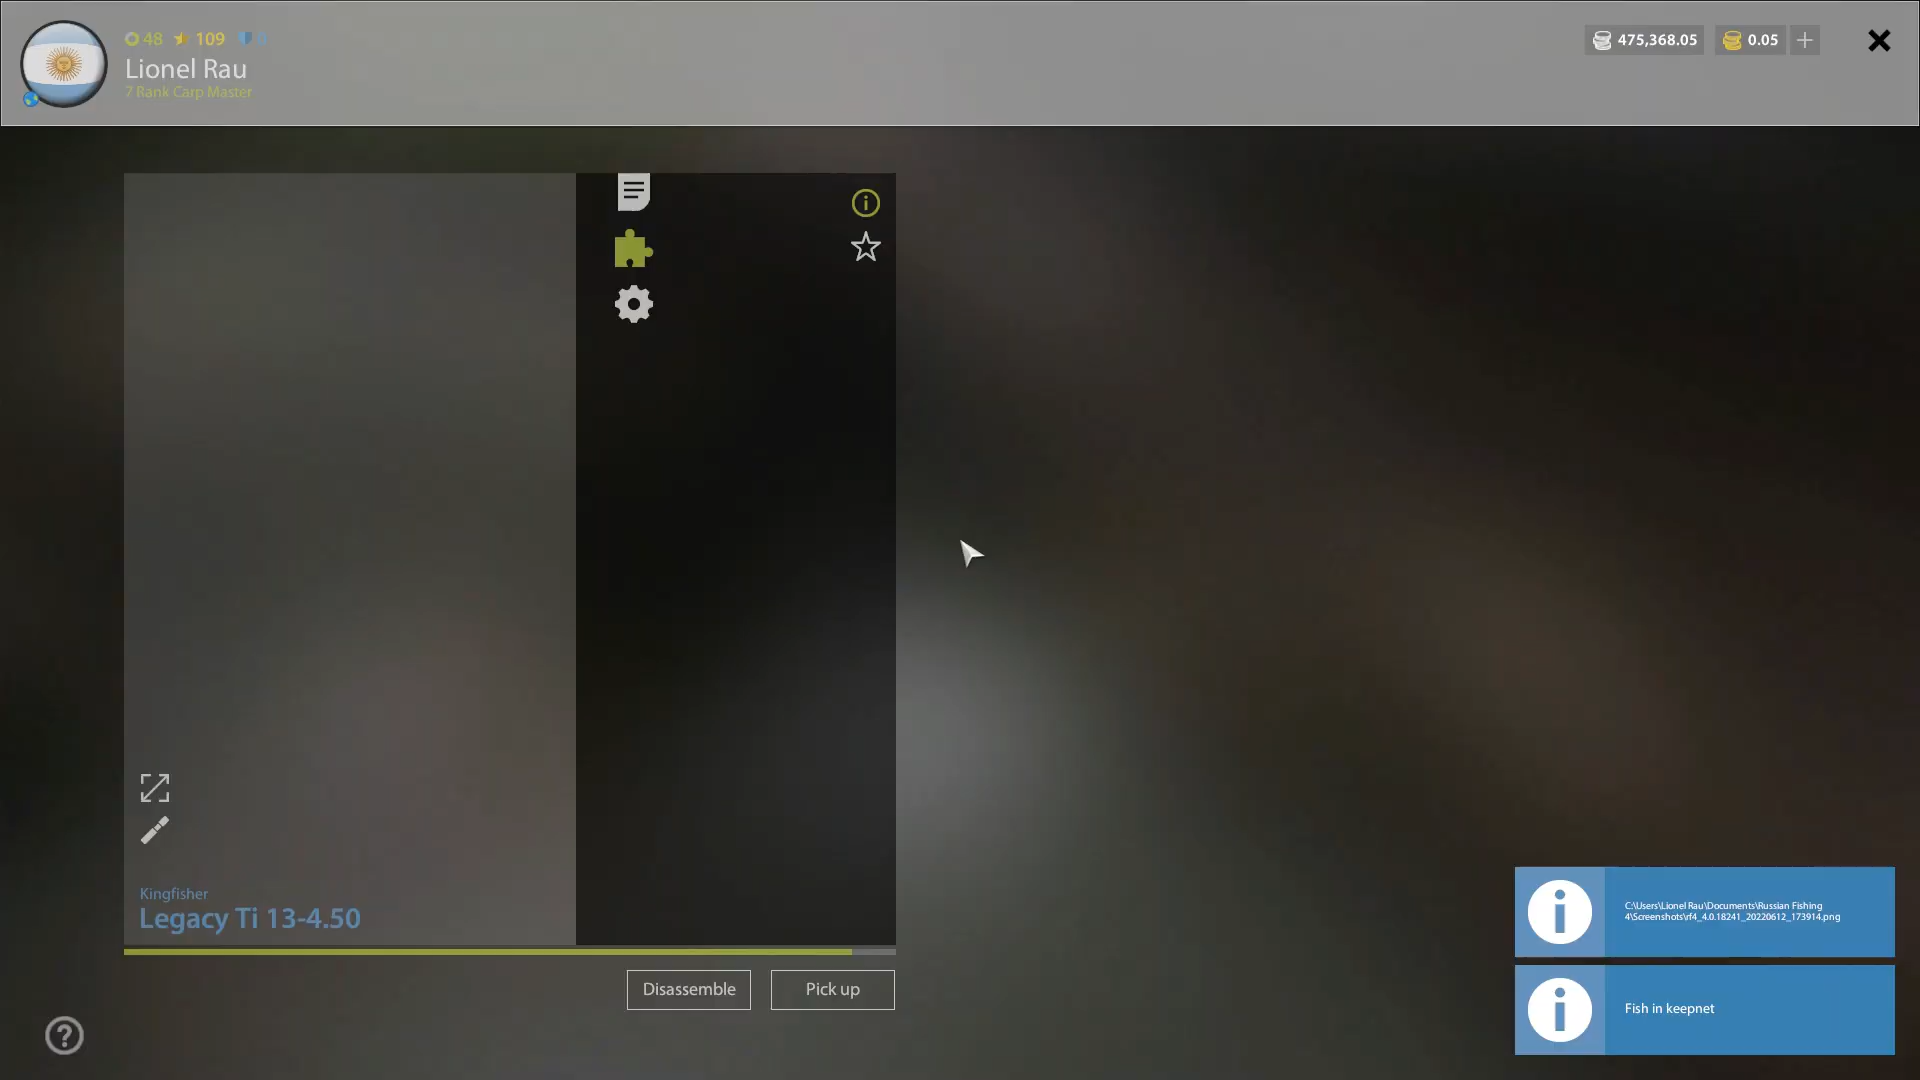 48 109 0
Lionel Rau
7 Rank Carp Master
475,368.05
0.05
Kingfisher
Legacy Ti 13-4.50
Disassemble
Pick up
C:\Users\Lionel Rau\Documents\Russian Fishing
4\Screenshots\rf4_4.0.18241_20220612_173914.png
Fish in keepnet